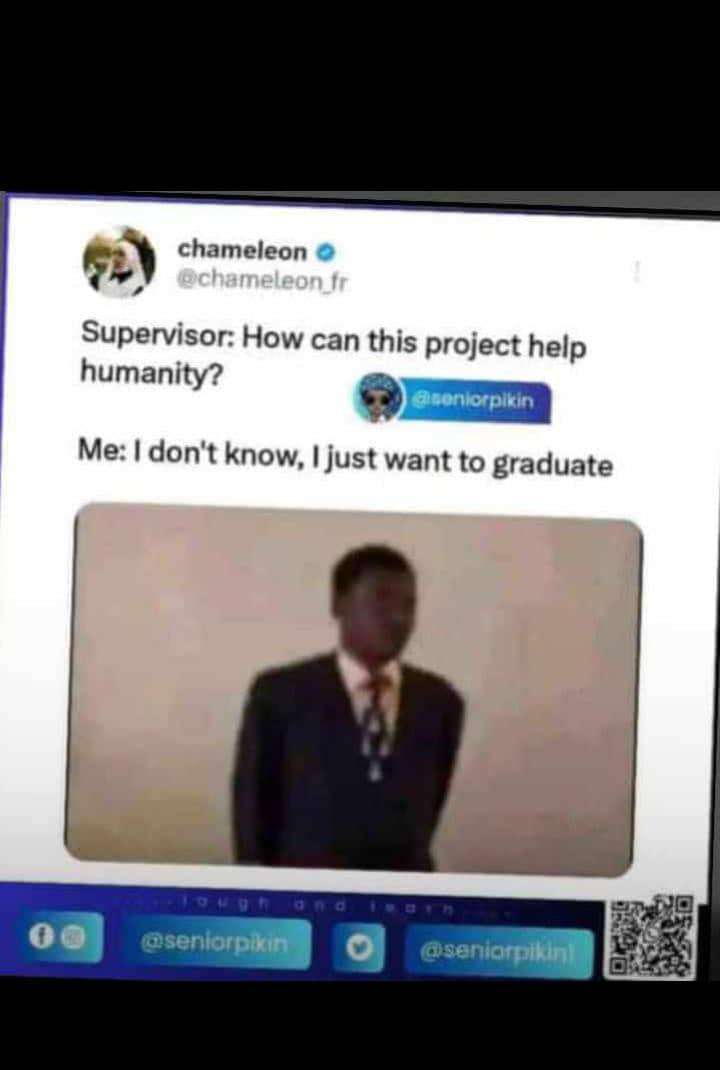 chameleon
@chameleon_fr
Supervisor: How can this project help
humanity?
@seniorpikin
Me: I don't know, I just want to graduate
laugh and learn
@seniorpikin
@seniorpikin1